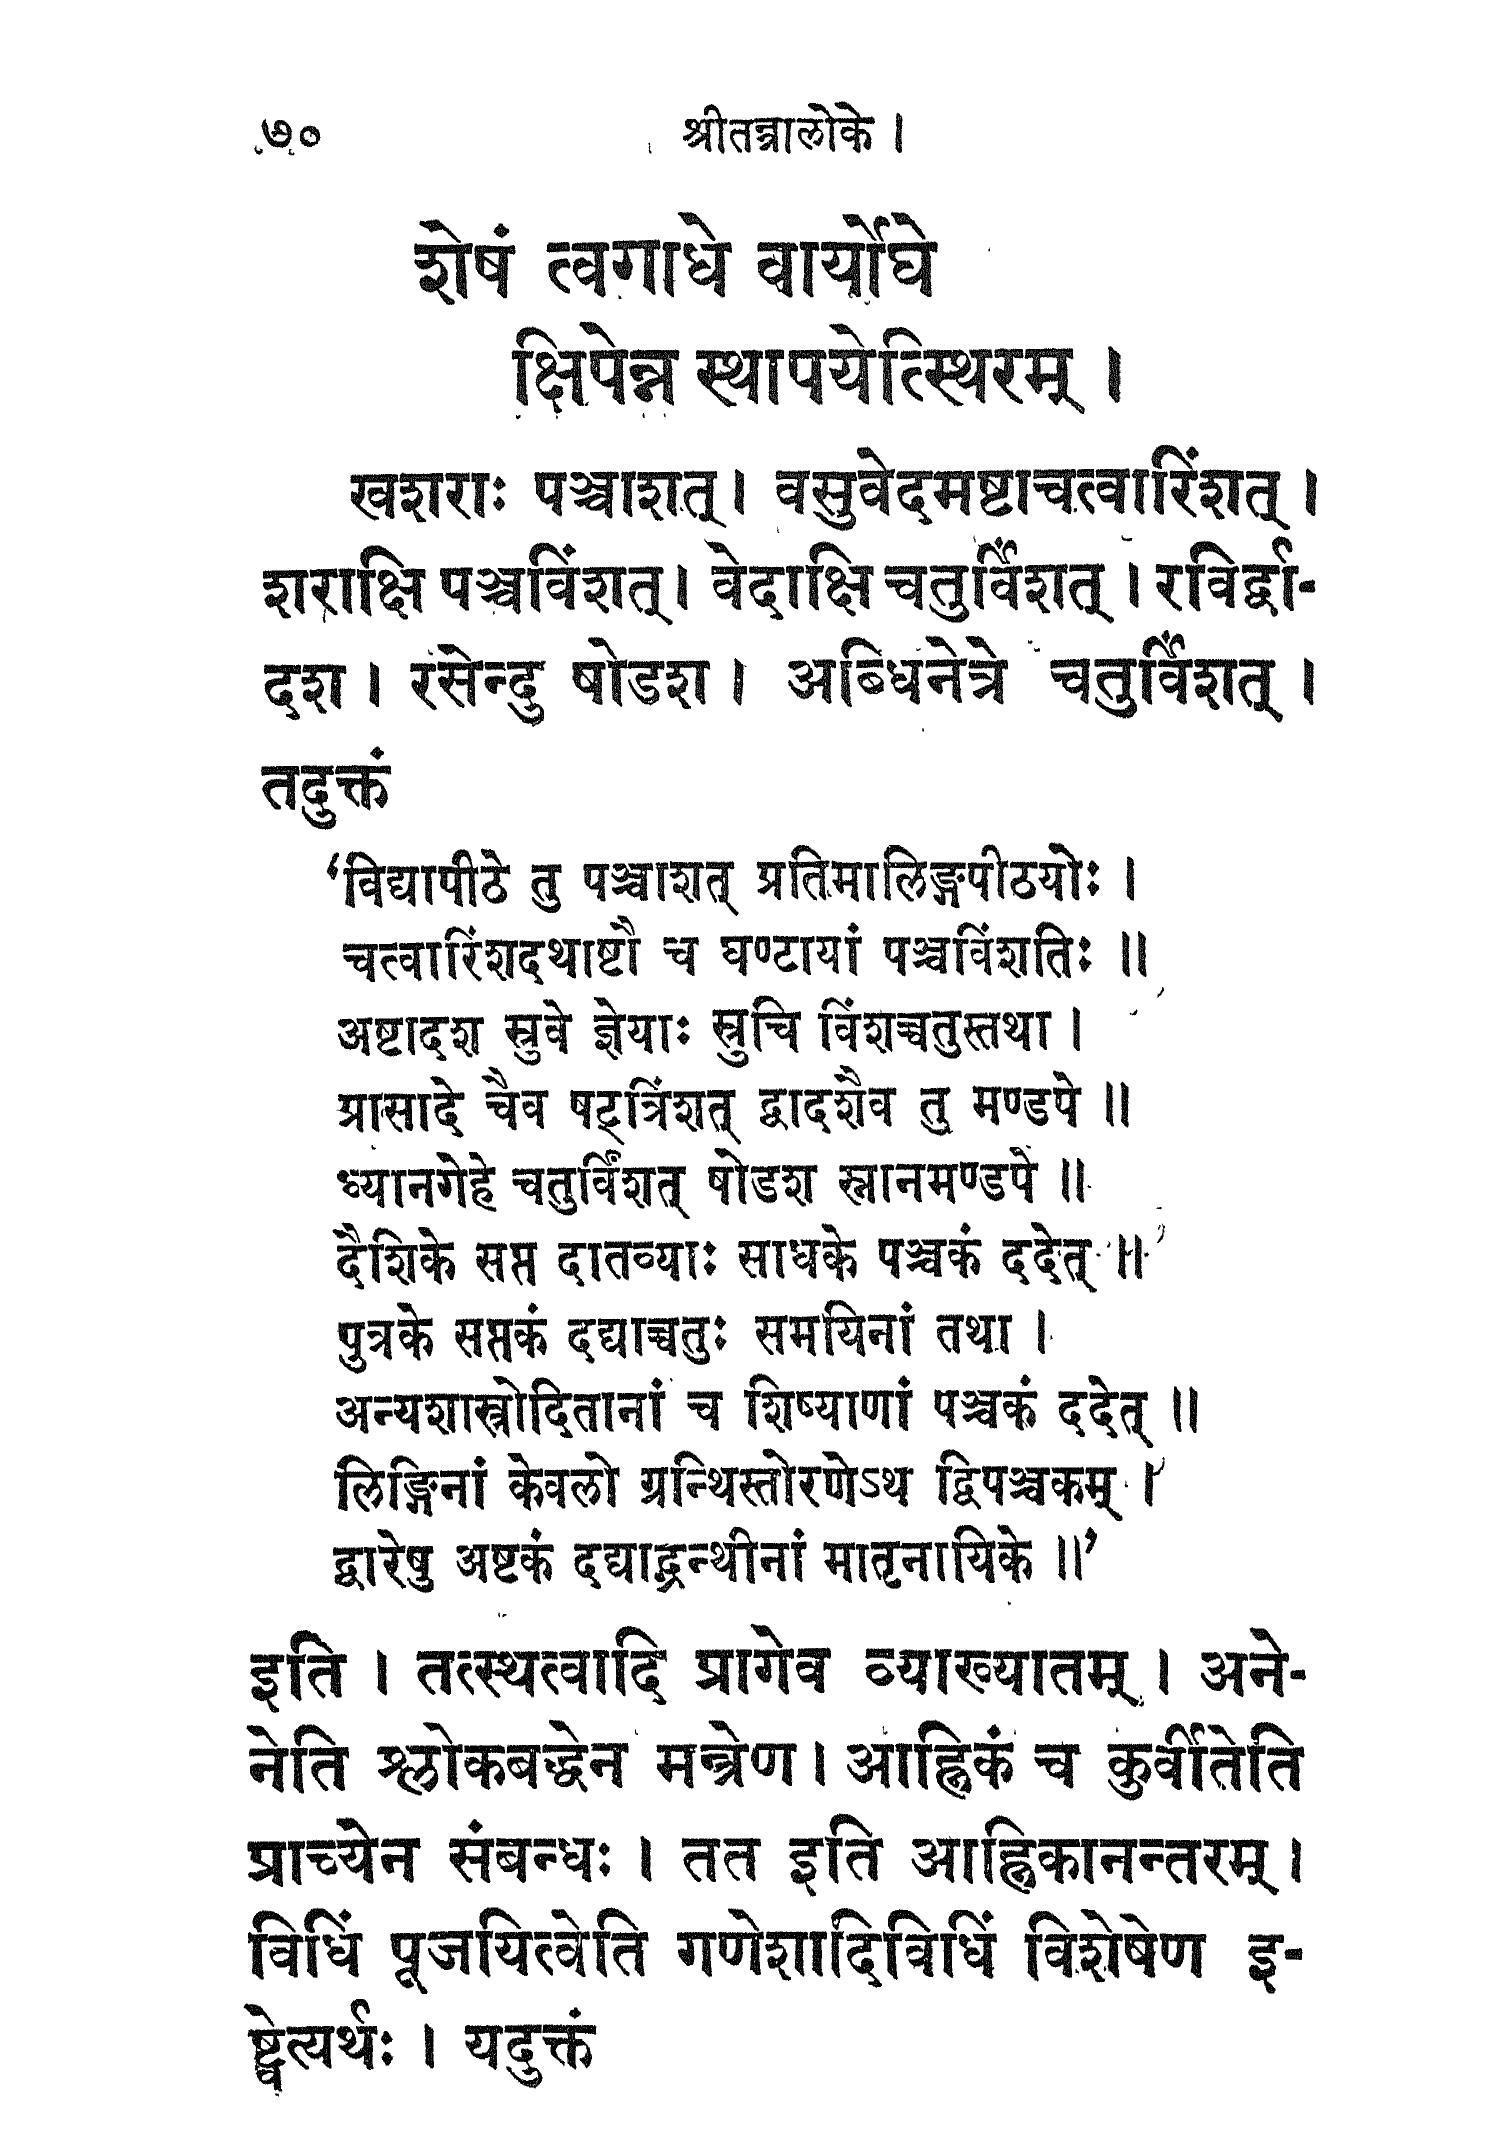 ७०
श्रीतन्त्रालोके ।
शेषं त्वगाधे वार्योघे
क्षिपेन्न स्थापयेत्स्थिरम् ।
खशराः पञ्चाशत् । वसुवेदमष्टाचत्वारिंशत् ।
शराक्षि पञ्चविंशत् । वेदाक्षि चतुर्विंशत् । रविर्द्वा-
दश । रसेन्दु षोडश । अब्धिनेत्रे चतुर्विंशत् ।
तदुक्तं
‘विद्यापीठे तु पञ्चाशत् प्रतिमालिङ्गपीठयोः ।
चत्वारिंशदथाष्टौ च घण्टायां पञ्चविंशतिः ॥
अष्टादश स्रुवे ज्ञेयाः स्रुचि विंशच्चतुस्तथा ।
प्रासादे चैव षट्त्रिंशत् द्वादशैव तु मण्डपे ॥
ध्यानगेहे चतुर्विंशत् षोडश स्नानमण्डपे ॥
दैशिके सप्त दातव्याः साधके पञ्चकं ददेत् ॥
पुत्रके सप्तकं दद्याच्चतुः समयिनां तथा ।
अन्यशास्त्रोदितानां च शिष्याणां पञ्चकं ददेत् ॥
लिङ्गिनां केवलो ग्रन्थिस्तोरणेऽथ द्विपञ्चकम् ।
द्वारेषु अष्टकं दद्याद्ग्रन्थीनां मातृनायिके ॥’
इति । तत्स्थत्वादि प्रागेव व्याख्यातम् । अने-
नेति श्लोकबद्धेन मन्त्रेण । आह्निकं च कुर्वीतेति
प्राच्येन संबन्धः । तत इति आह्निकानन्तरम् ।
विधिं पूजयित्वेति गणेशादिविधिं विशेषेण इ-
ष्ट्वेत्यर्थः । यदुक्तं